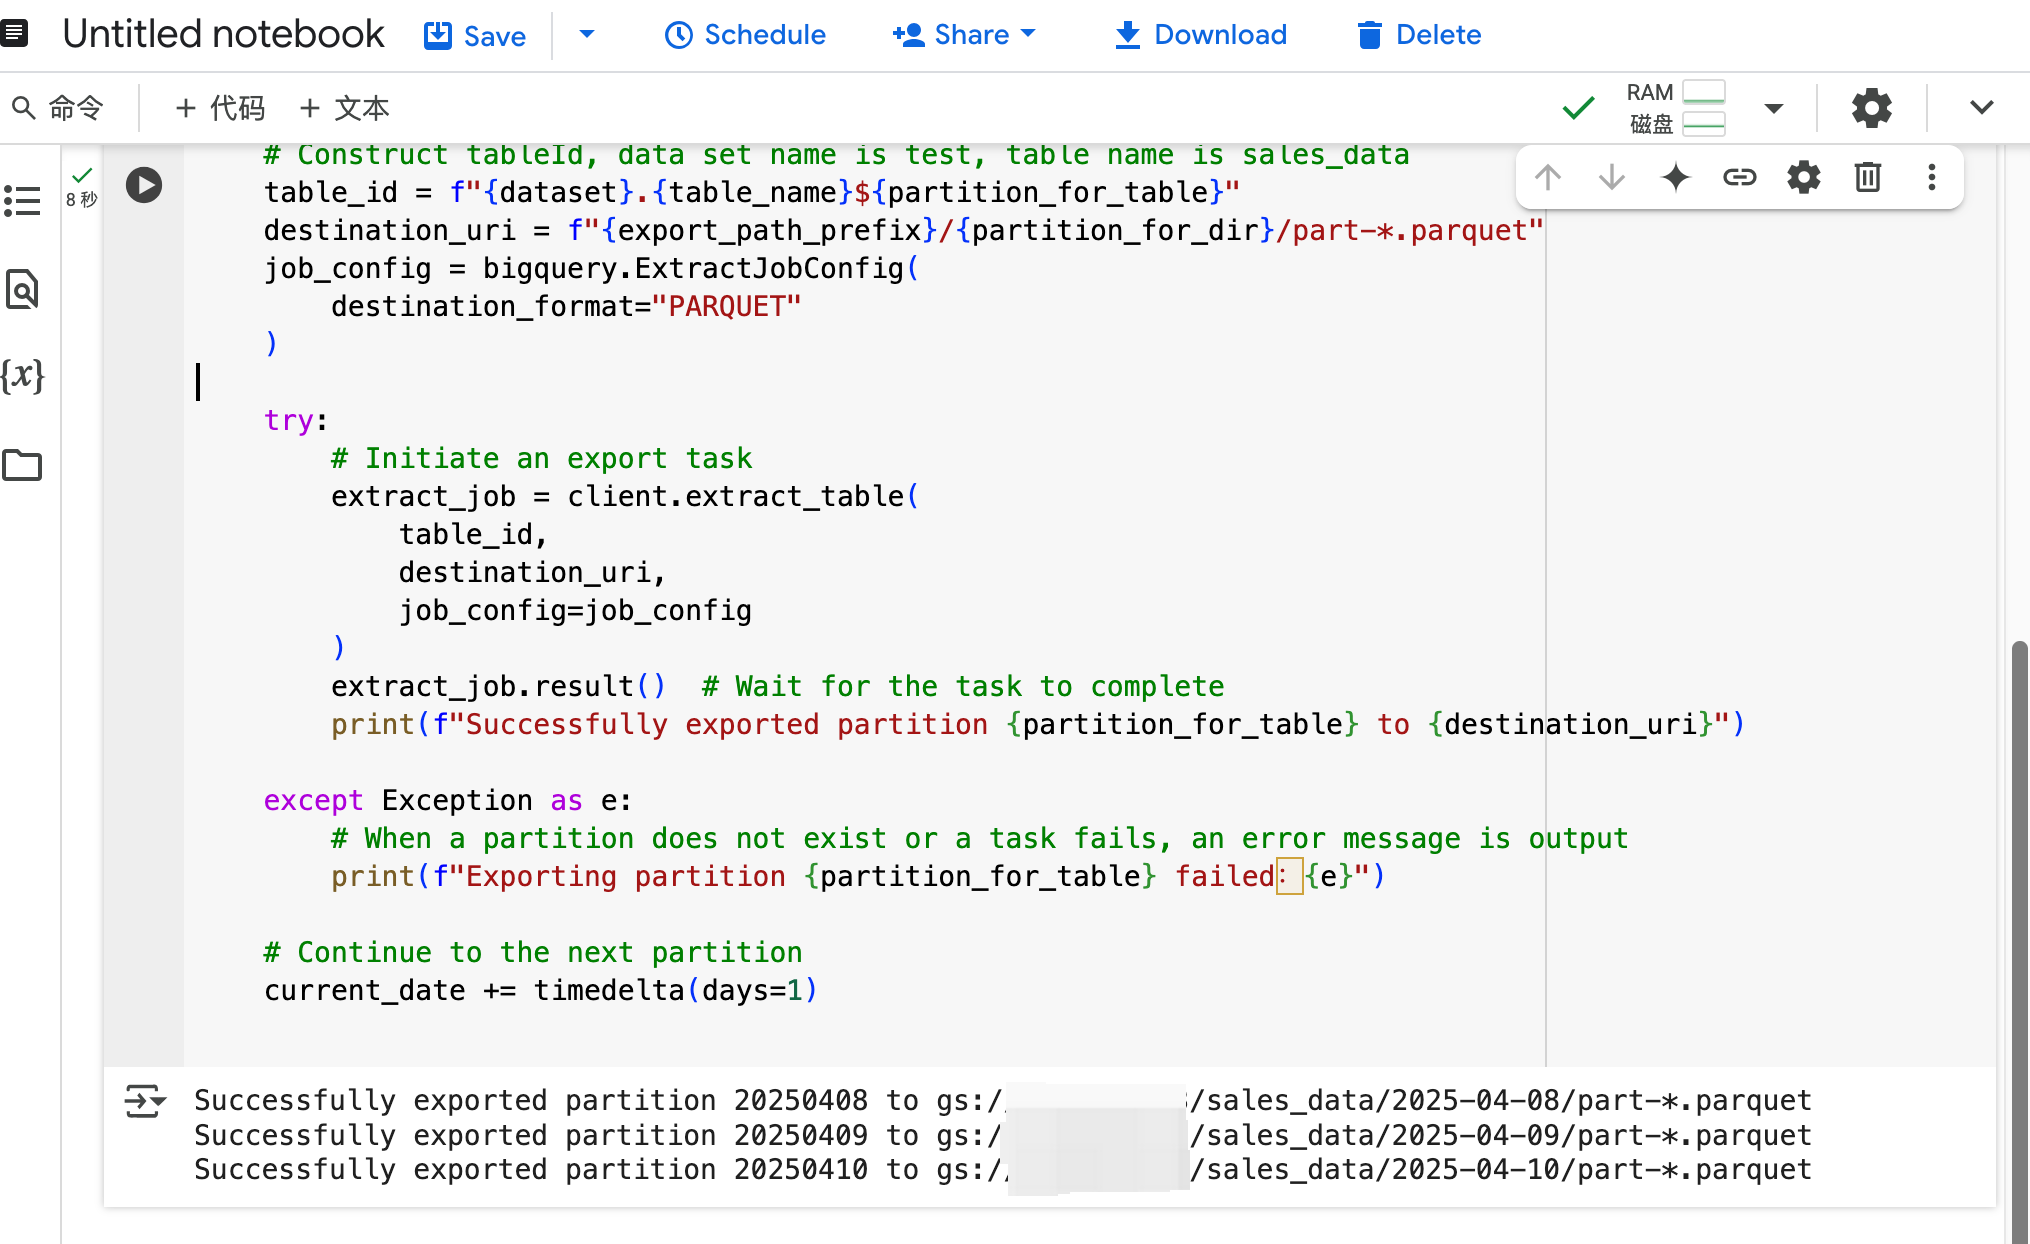 Untitled notebook Save Schedule Share Download Delete
命令 + 代码 + 文本 RAM
磁盘
8 秒
{x}
# Construct tableId, data set name is test, table name is sales_data
table_id = f"{dataset}.{table_name}${partition_for_table}"
destination_uri = f"{export_path_prefix}/{partition_for_dir}/part-*.parquet"
job_config = bigquery.ExtractJobConfig(
destination_format="PARQUET"
)
try:
# Initiate an export task
extract_job = client.extract_table(
table_id,
destination_uri,
job_config=job_config
)
extract_job.result()  # Wait for the task to complete
print(f"Successfully exported partition {partition_for_table} to {destination_uri}")
except Exception as e:
# When a partition does not exist or a task fails, an error message is output
print(f"Exporting partition {partition_for_table} failed：{e}")
# Continue to the next partition
current_date += timedelta(days=1)
Successfully exported partition 20250408 to gs:/ /sales_data/2025-04-08/part-*.parquet
Successfully exported partition 20250409 to gs:/ /sales_data/2025-04-09/part-*.parquet
Successfully exported partition 20250410 to gs:/ /sales_data/2025-04-10/part-*.parquet